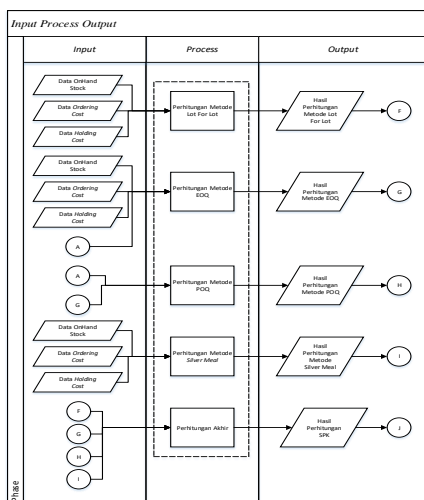 Input Process Output
Input
Process
Output
Data OnHand
Stock
Data Ordering
Cost
Data Holding
Cost
Perhitungan Metode
Lot For Lot
Hasil
Perhitungan
Metode Lot
For Lot
F
Data OnHand
Stock
Data Ordering
Cost
Data Holding
Cost
A
Perhitungan Metode
EOQ
Hasil
Perhitungan
Metode EOQ
G
A
G
Perhitungan Metode
POQ
Hasil
Perhitungan
Metode POQ
H
Data OnHand
Stock
Data Ordering
Cost
Data Holding
Cost
Perhitungan Metode
Silver Meal
Hasil
Perhitungan
Metode
Silver Meal
I
F
G
H
I
Perhitungan Akhir
Hasil
Perhitungan
SPK
J
Phase